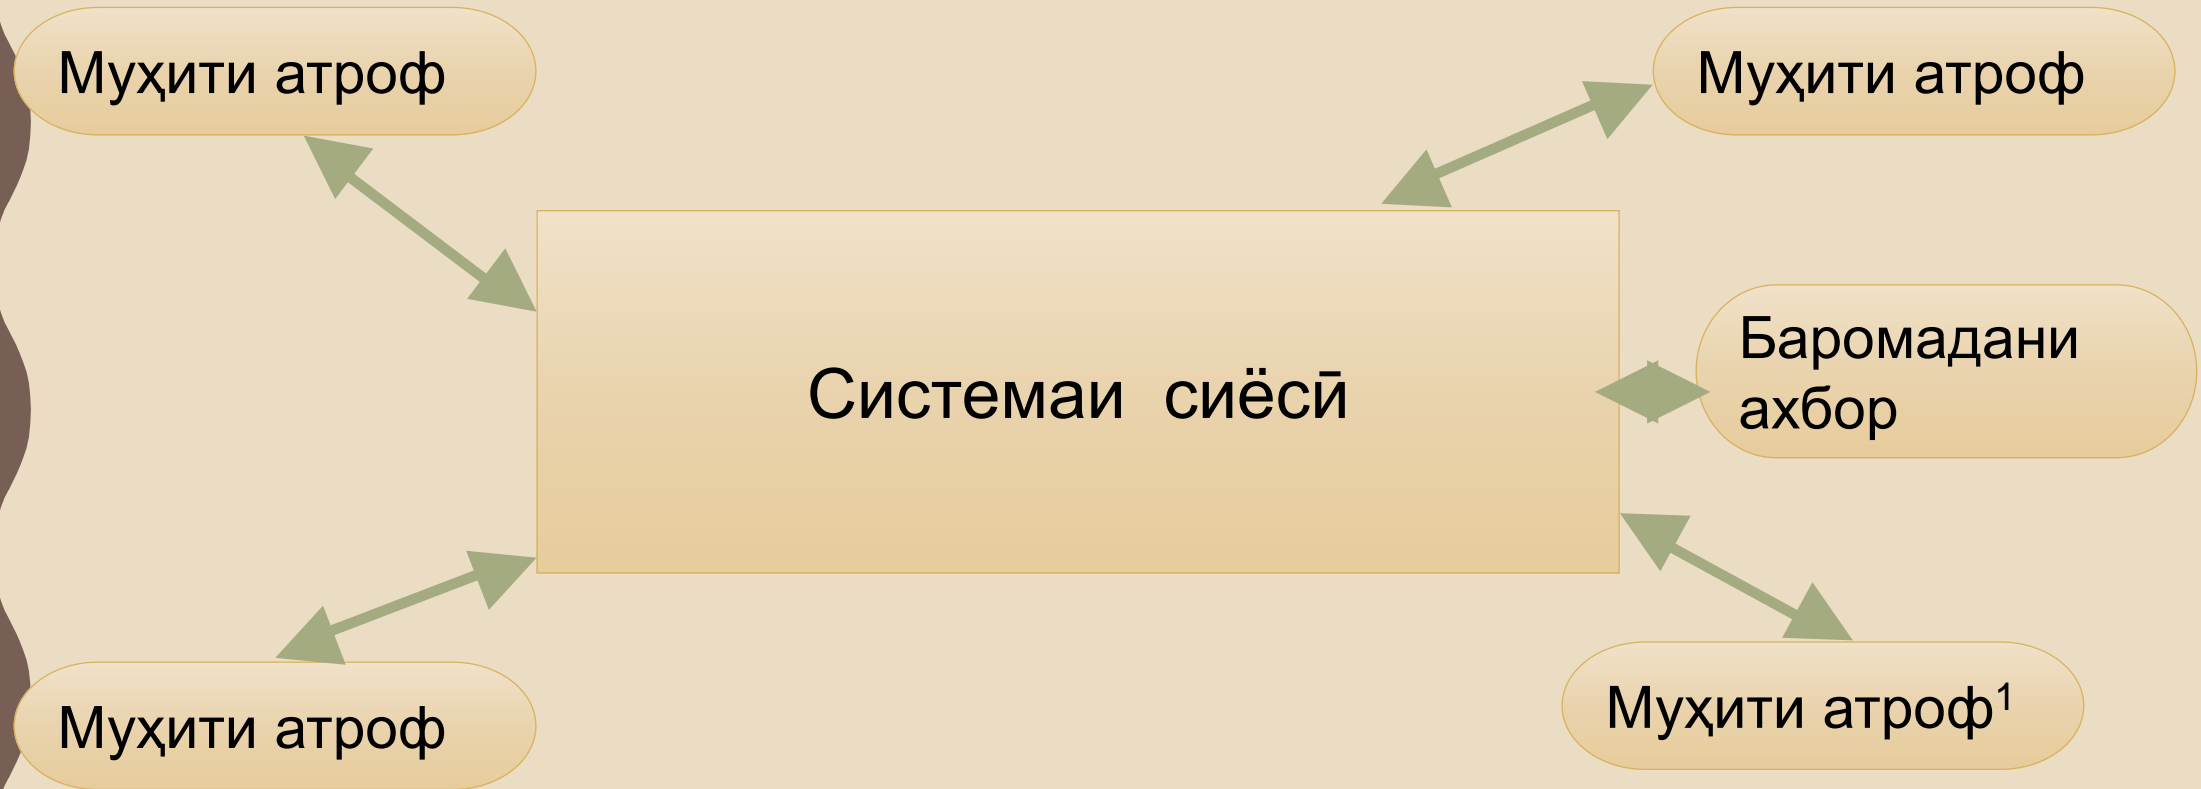 Муҳити атроф
Муҳити атроф
Системаи сиёсӣ
Баромадани
ахбор
Муҳити атроф
Муҳити атроф¹